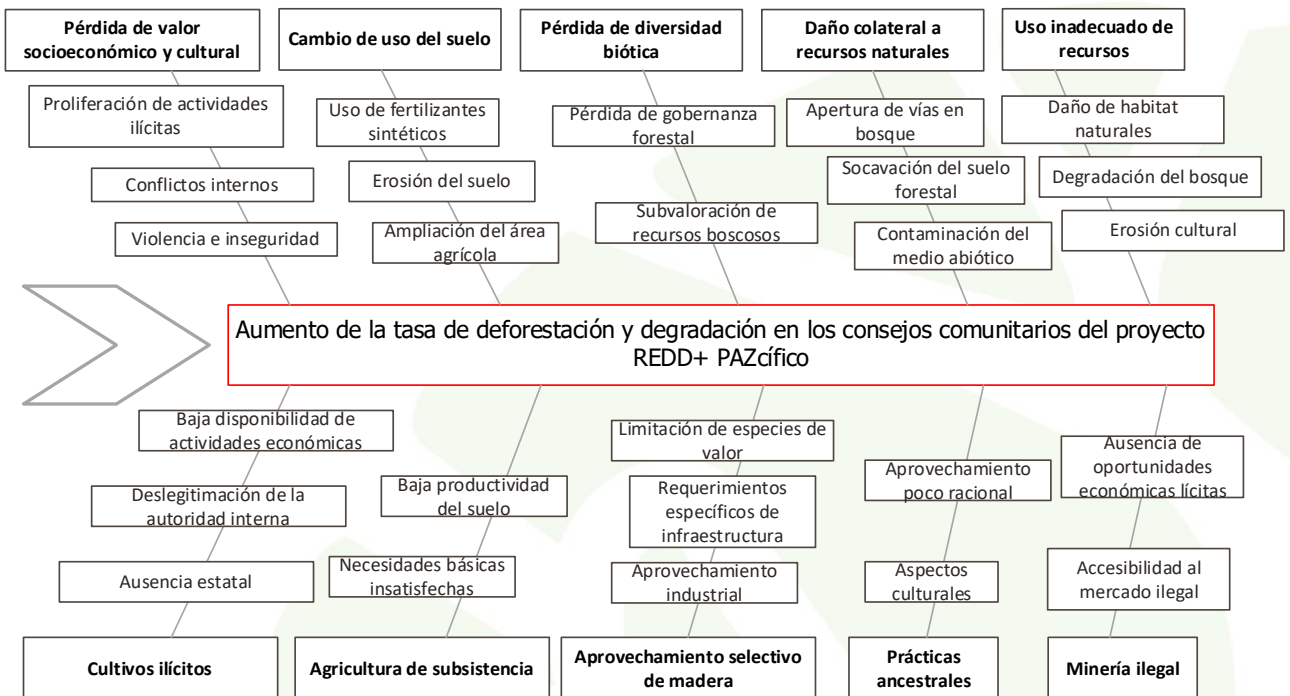 Pérdida de valor
socioeconómico y cultural
Cambio de uso del suelo
Pérdida de diversidad
biótica
Daño colateral a
recursos naturales
Uso inadecuado de
recursos
Proliferación de actividades
ilícitas
Uso de fertilizantes
sintéticos
Pérdida de gobernanza
forestal
Apertura de vías en
bosque
Daño de habitat
naturales
Conflictos internos
Erosión del suelo
Socavación del suelo
forestal
Degradación del bosque
Violencia e inseguridad
Ampliación del área
agrícola
Subvaloración de
recursos boscosos
Contaminación del
medio abiótico
Erosión cultural
Aumento de la tasa de deforestación y degradación en los consejos comunitarios del proyecto
REDD+ PAZcífico
Baja disponibilidad de
actividades económicas
Limitación de especies de
valor
Ausencia de
oportunidades
económicas lícitas
Deslegitimación de la
autoridad interna
Baja productividad
del suelo
Requerimientos
específicos de
infraestructura
Aprovechamiento
poco racional
Ausencia estatal
Necesidades básicas
insatisfechas
Aprovechamiento
industrial
Aspectos
culturales
Accesibilidad al
mercado ilegal
Cultivos ilícitos
Agricultura de subsistencia
Aprovechamiento selectivo
de madera
Prácticas
ancestrales
Minería ilegal